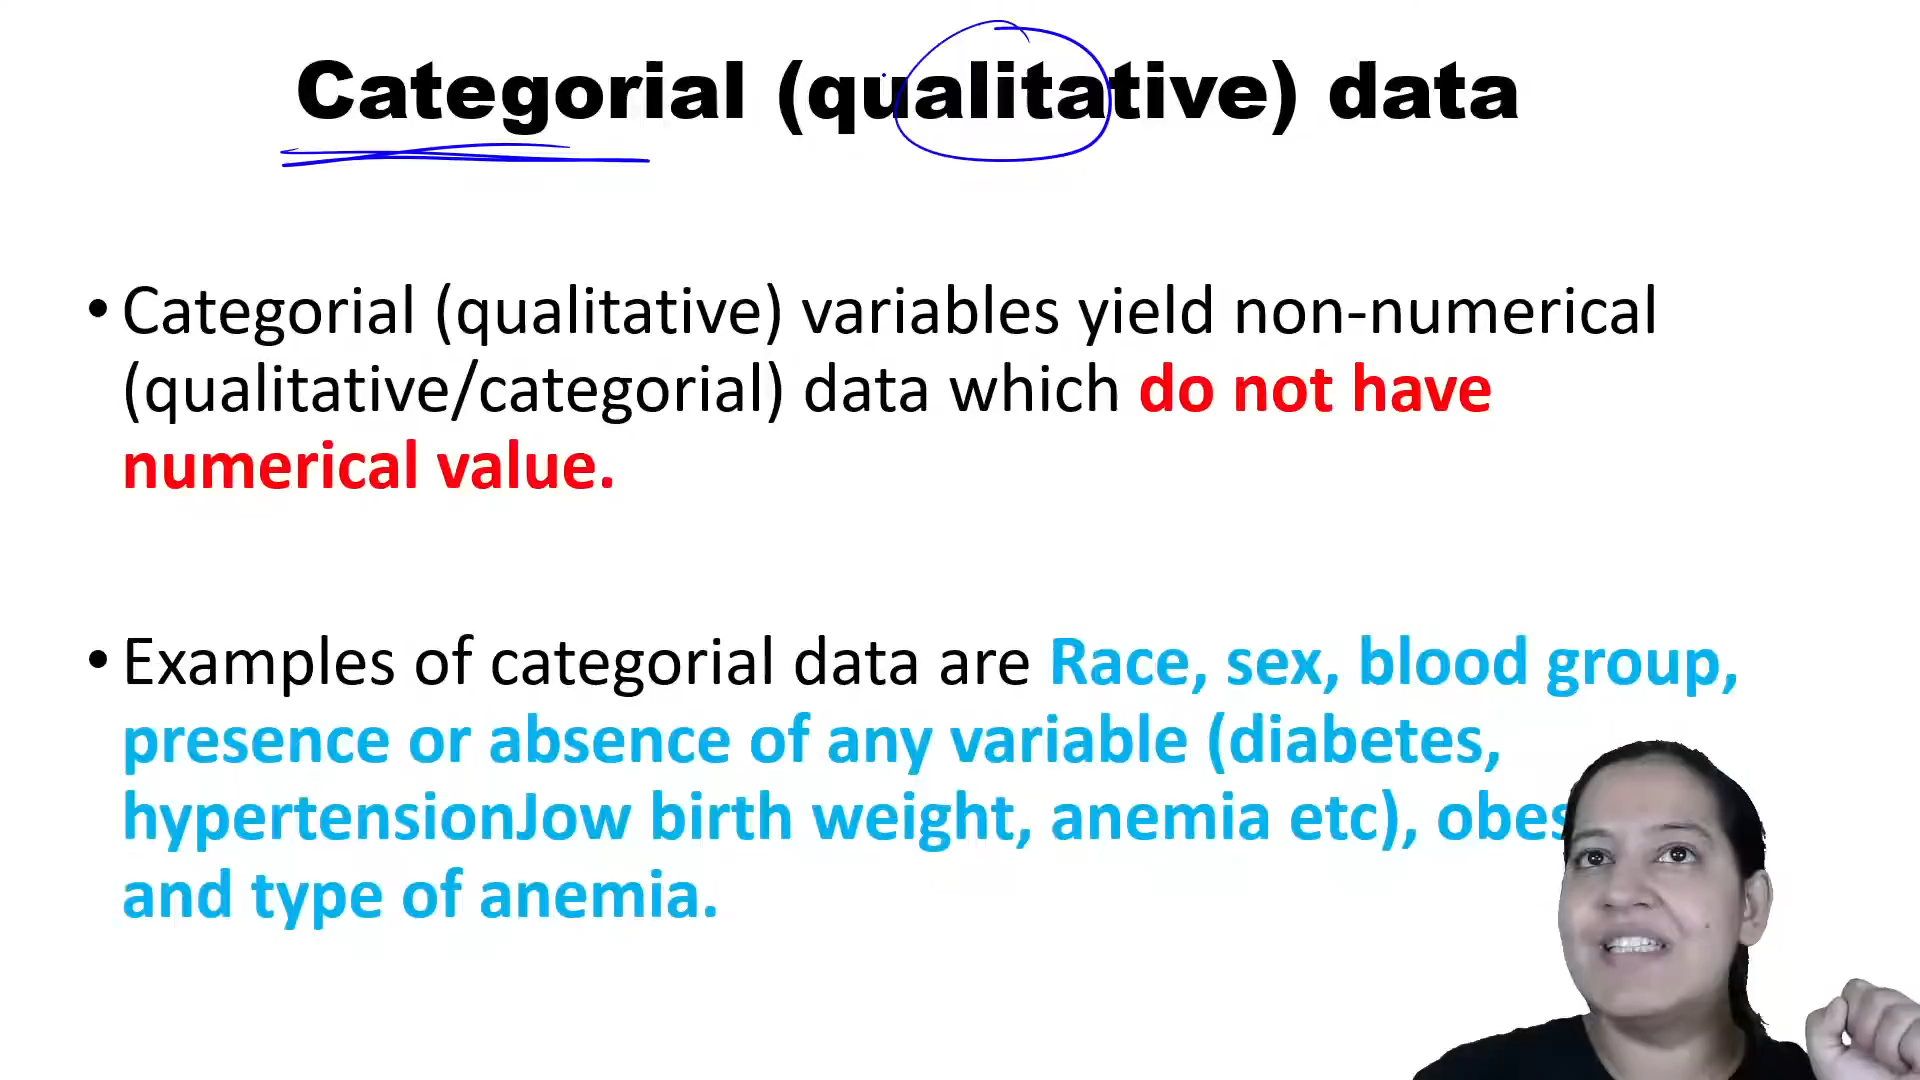 Categorial (qualitative) data
• Categorial (qualitative) variables yield non-numerical
(qualitative/categorial) data which do not have
numerical value.
• Examples of categorial data are Race, sex, blood group,
presence or absence of any variable (diabetes,
hypertensionJow birth weight, anemia etc),
and type of anemia.